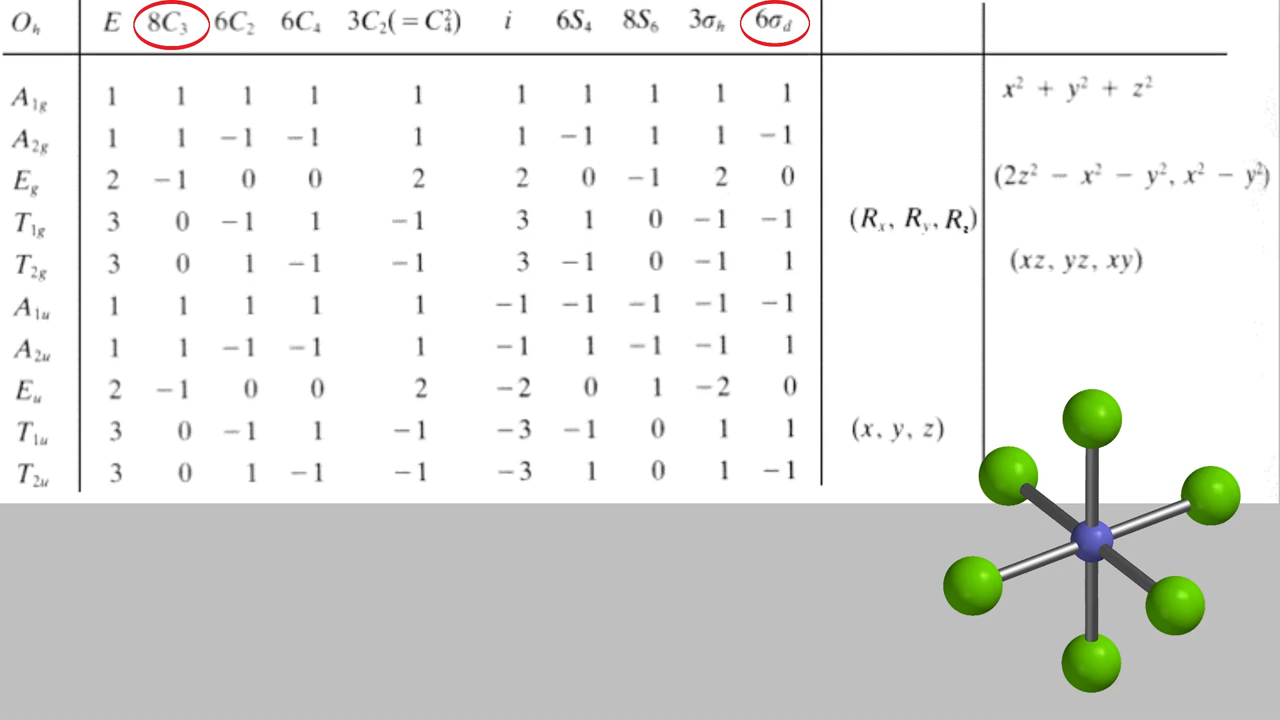 Oₕ E 8C₃ 6C₂ 6C₄ 3C₂(=C₄²) i 6S₄ 8S₆ 3σₕ 6σ_d
A₁g 1 1 1 1 1 1 1 1 1 1 x² + y² + z²
A₂g 1 1 −1 −1 1 1 −1 1 1 −1
E_g 2 −1 0 0 2 2 0 −1 2 0 (2z² − x² − y², x² − y²)
T₁g 3 0 −1 1 −1 3 1 0 −1 −1 (Rₓ, R_y, R_z)
T₂g 3 0 1 −1 −1 3 −1 0 −1 1 (xz, yz, xy)
A₁ᵤ 1 1 1 1 1 −1 −1 −1 −1 −1
A₂ᵤ 1 1 −1 −1 1 −1 1 −1 −1 1
Eᵤ 2 −1 0 0 2 −2 0 1 −2 0
T₁ᵤ 3 0 −1 1 −1 −3 −1 0 1 1 (x, y, z)
T₂ᵤ 3 0 1 −1 −1 −3 1 0 1 −1